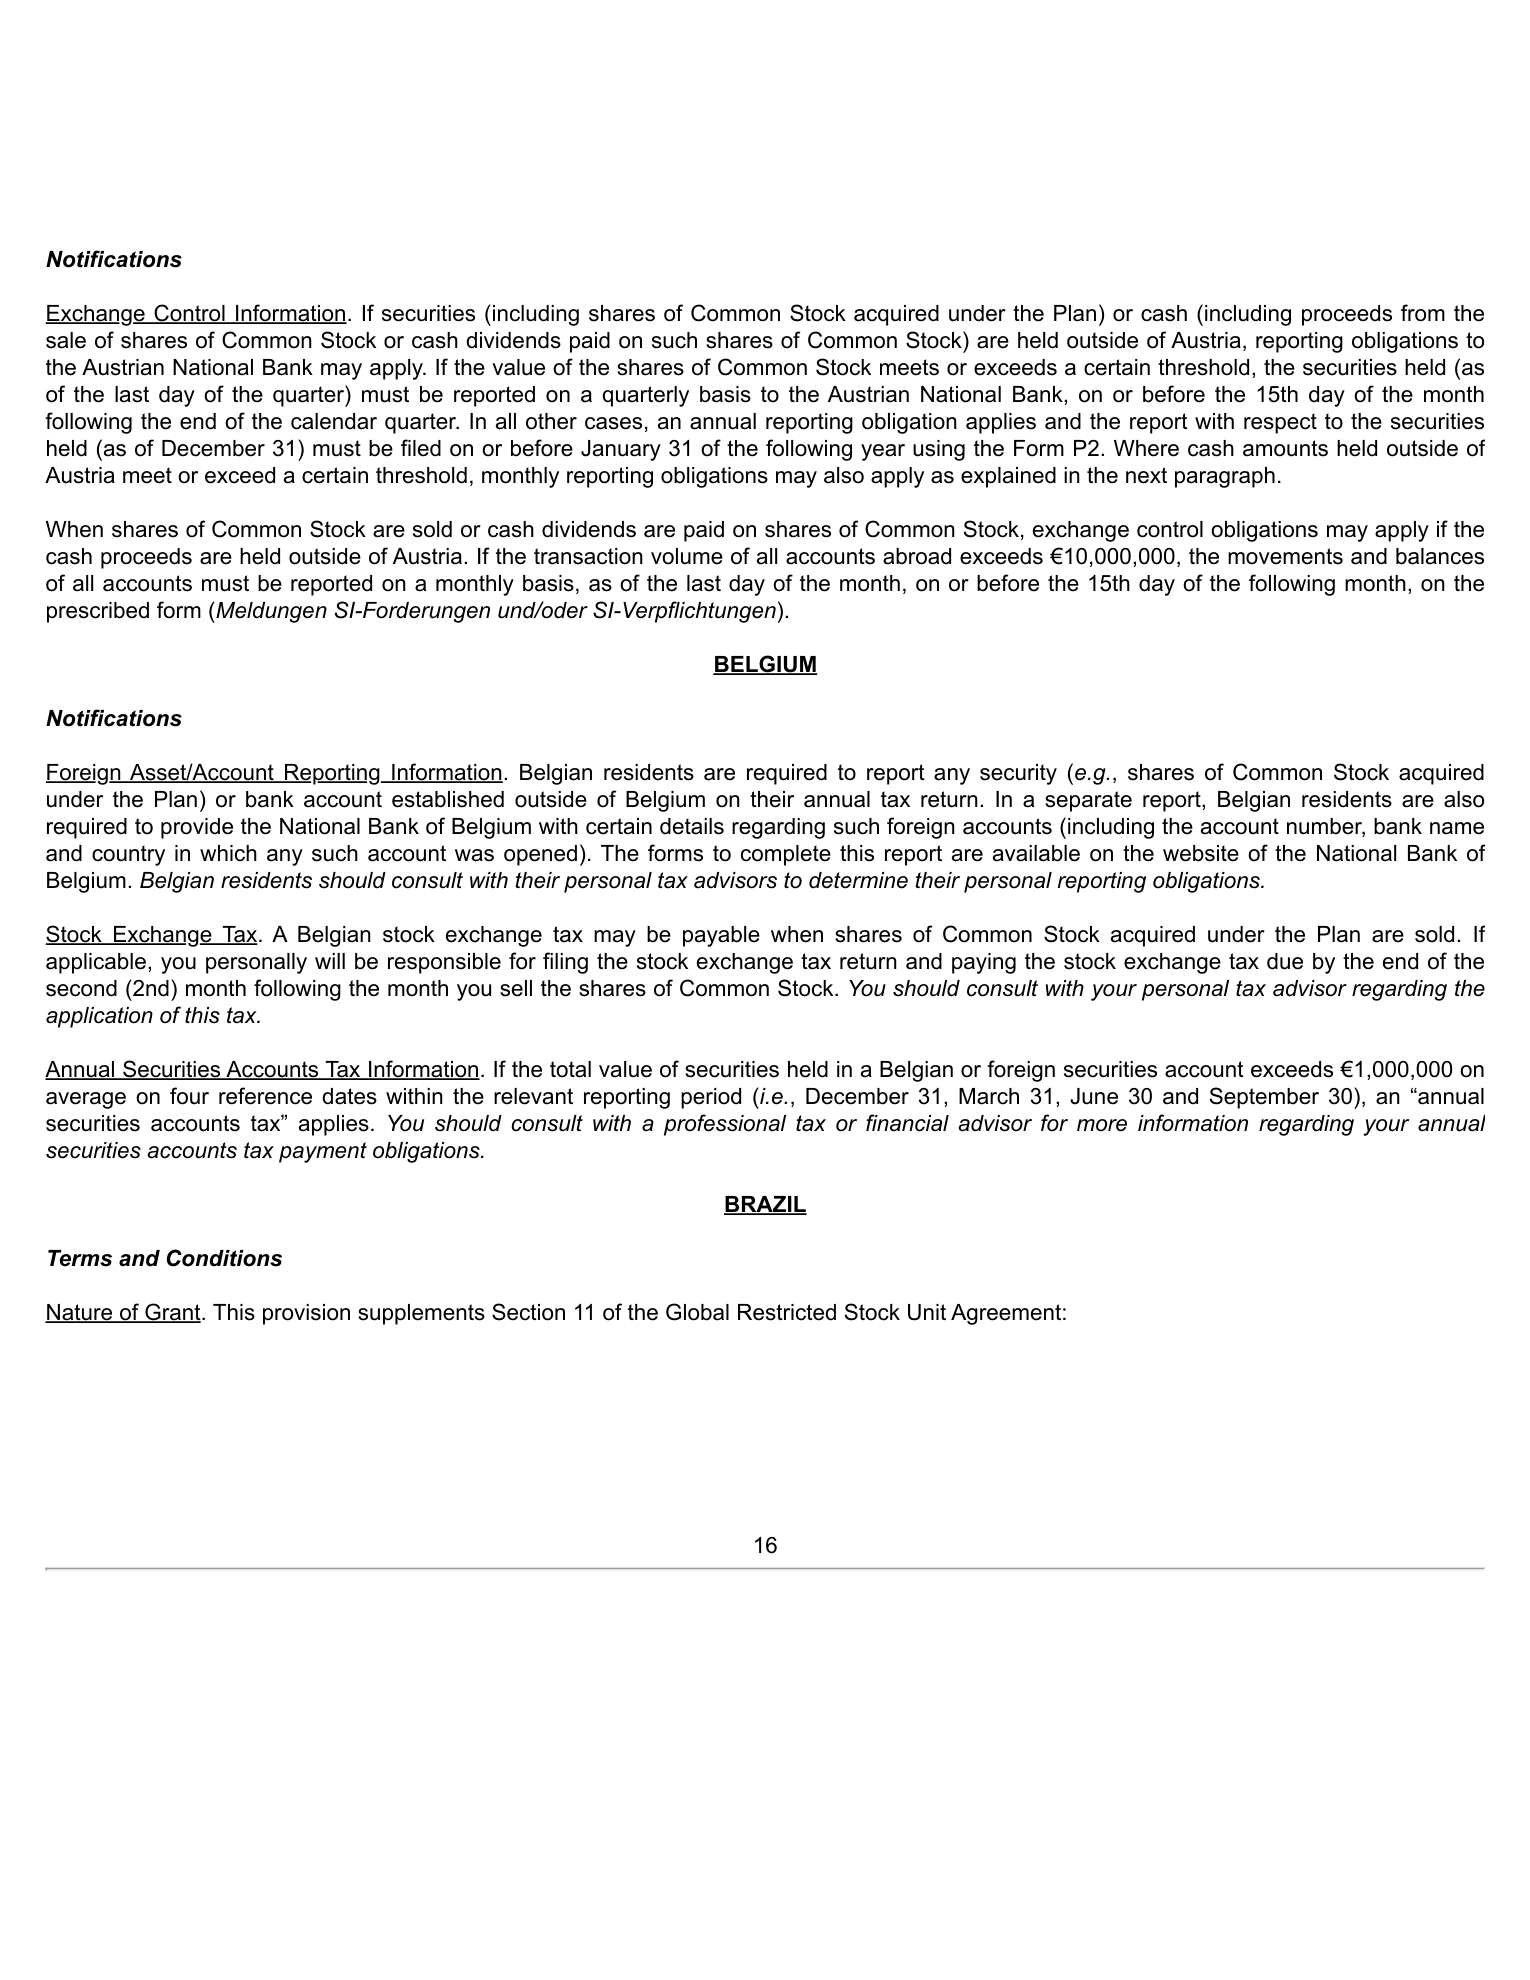 Notifications
Exchange Control Information. If securities (including shares of Common Stock acquired under the Plan) or cash (including proceeds from the
sale of shares of Common Stock or cash dividends paid on such shares of Common Stock) are held outside of Austria, reporting obligations to
the Austrian National Bank may apply. If the value of the shares of Common Stock meets or exceeds a certain threshold, the securities held (as
of the last day of the quarter) must be reported on a quarterly basis to the Austrian National Bank, on or before the 15th day of the month
following the end of the calendar quarter. In all other cases, an annual reporting obligation applies and the report with respect to the securities
held (as of December 31) must be filed on or before January 31 of the following year using the Form P2. Where cash amounts held outside of
Austria meet or exceed a certain threshold, monthly reporting obligations may also apply as explained in the next paragraph.
When shares of Common Stock are sold or cash dividends are paid on shares of Common Stock, exchange control obligations may apply if the
cash proceeds are held outside of Austria. If the transaction volume of all accounts abroad exceeds €10,000,000, the movements and balances
of all accounts must be reported on a monthly basis, as of the last day of the month, on or before the 15th day of the following month, on the
prescribed form (Meldungen SI-Forderungen und/oder SI-Verpflichtungen).
BELGIUM
Notifications
Foreign Asset/Account Reporting Information. Belgian residents are required to report any security (e.g., shares of Common Stock acquired
under the Plan) or bank account established outside of Belgium on their annual tax return. In a separate report, Belgian residents are also
required to provide the National Bank of Belgium with certain details regarding such foreign accounts (including the account number, bank name
and country in which any such account was opened). The forms to complete this report are available on the website of the National Bank of
Belgium. Belgian residents should consult with their personal tax advisors to determine their personal reporting obligations.
Stock Exchange Tax. A Belgian stock exchange tax may be payable when shares of Common Stock acquired under the Plan are sold. If
applicable, you personally will be responsible for filing the stock exchange tax return and paying the stock exchange tax due by the end of the
second (2nd) month following the month you sell the shares of Common Stock. You should consult with your personal tax advisor regarding the
application of this tax.
Annual Securities Accounts Tax Information. If the total value of securities held in a Belgian or foreign securities account exceeds €1,000,000 on
average on four reference dates within the relevant reporting period (i.e., December 31, March 31, June 30 and September 30), an “annual
securities accounts tax” applies. You should consult with a professional tax or financial advisor for more information regarding your annual
securities accounts tax payment obligations.
BRAZIL
Terms and Conditions
Nature of Grant. This provision supplements Section 11 of the Global Restricted Stock Unit Agreement:
16